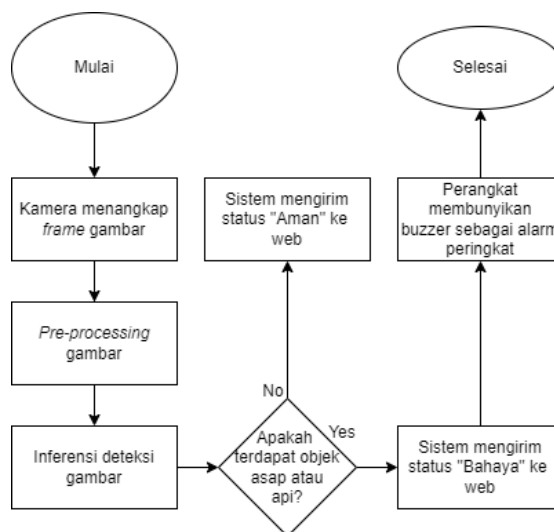 Mulai
Kamera menangkap
frame gambar
Pre-processing
gambar
Inferensi deteksi
gambar
Apakah
terdapat objek
asap atau
api?
No
Yes
Sistem mengirim
status "Aman" ke
web
Sistem mengirim
status "Bahaya" ke
web
Perangkat
membunyikan
buzzer sebagai alarm
peringkat
Selesai